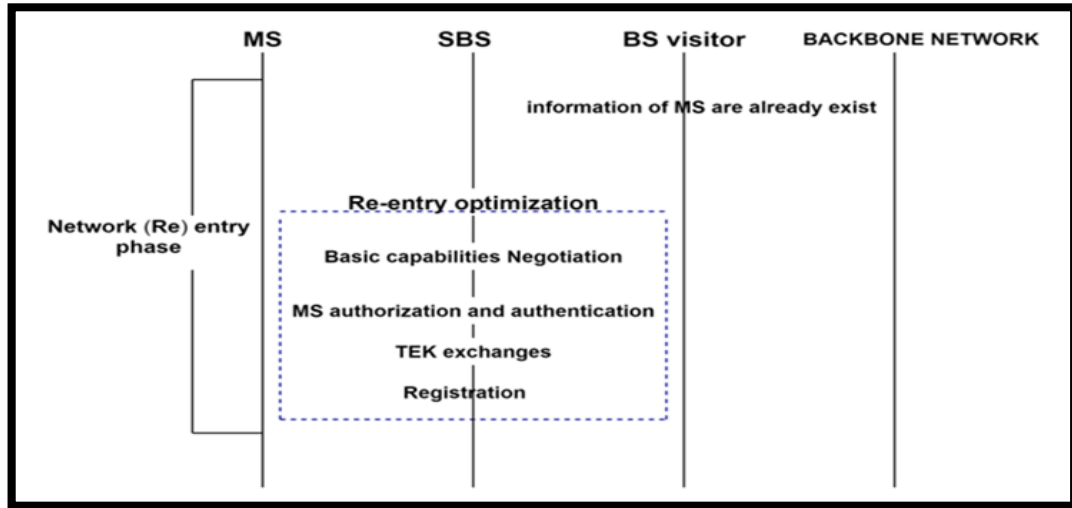 MS SBS BS visitor BACKBONE NETWORK
information of MS are already exist
Re-entry optimization
Network (Re) entry
phase
Basic capabilities Negotiation
MS authorization and authentication
TEK exchanges
Registration